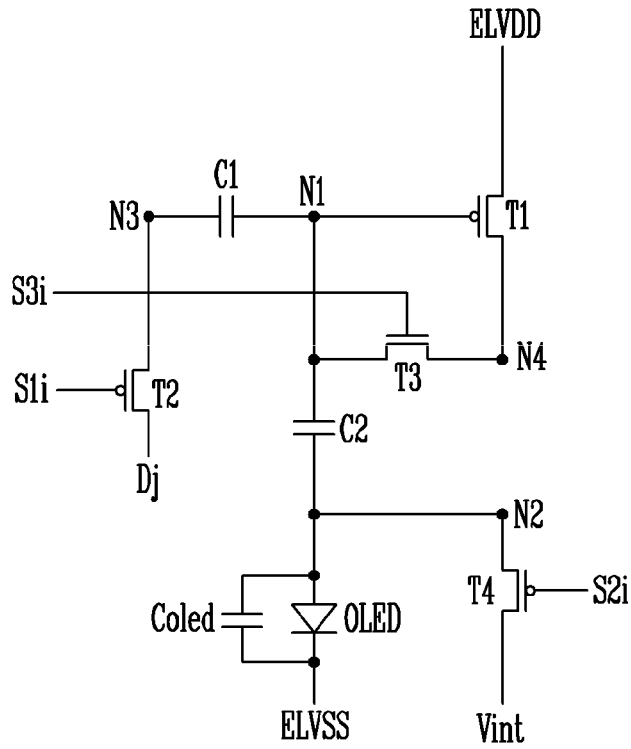 ELVDD
C1
N1
N3
T1
S3i
N4
T3
S1i
T2
C2
Dj
N2
T4
S2i
Coled
OLED
ELVSS
Vint